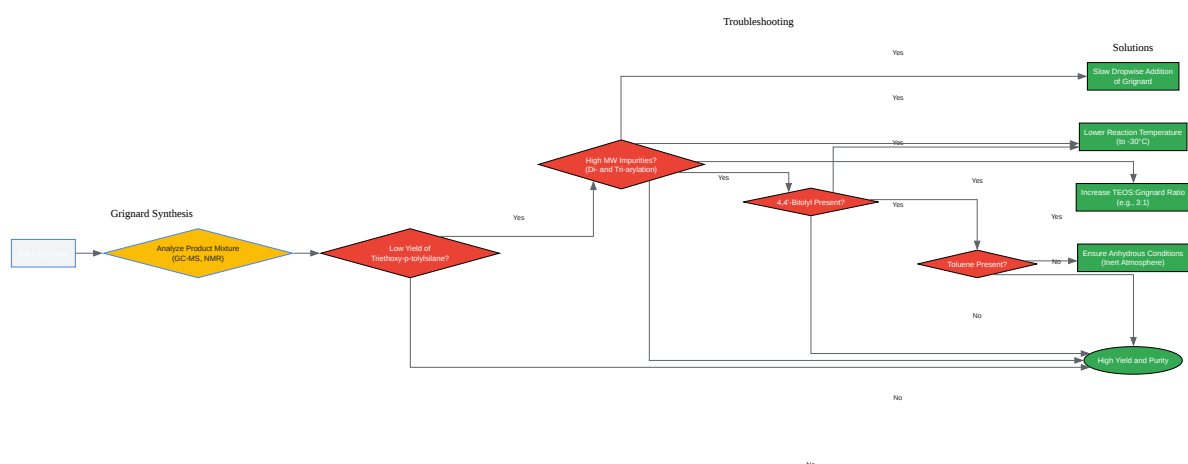 Troubleshooting
Solutions
Yes
Slow Dropwise Addition
of Grignard
Yes
Lower Reaction Temperature
(to -30°C)
Yes
High MW Impurities?
(Di- and Tri-arylation)
Yes
Yes
Increase TEOS:Grignard Ratio
(e.g., 3:1)
4,4'-Bitolyl Present?
Yes
Grignard Synthesis
Yes
Yes
Analyze Product Mixture
(GC-MS, NMR)
Low Yield of
Triethoxy-p-tolylsilane?
Ensure Anhydrous Conditions
(Inert Atmosphere)
Toluene Present?
No
No
High Yield and Purity
No
No